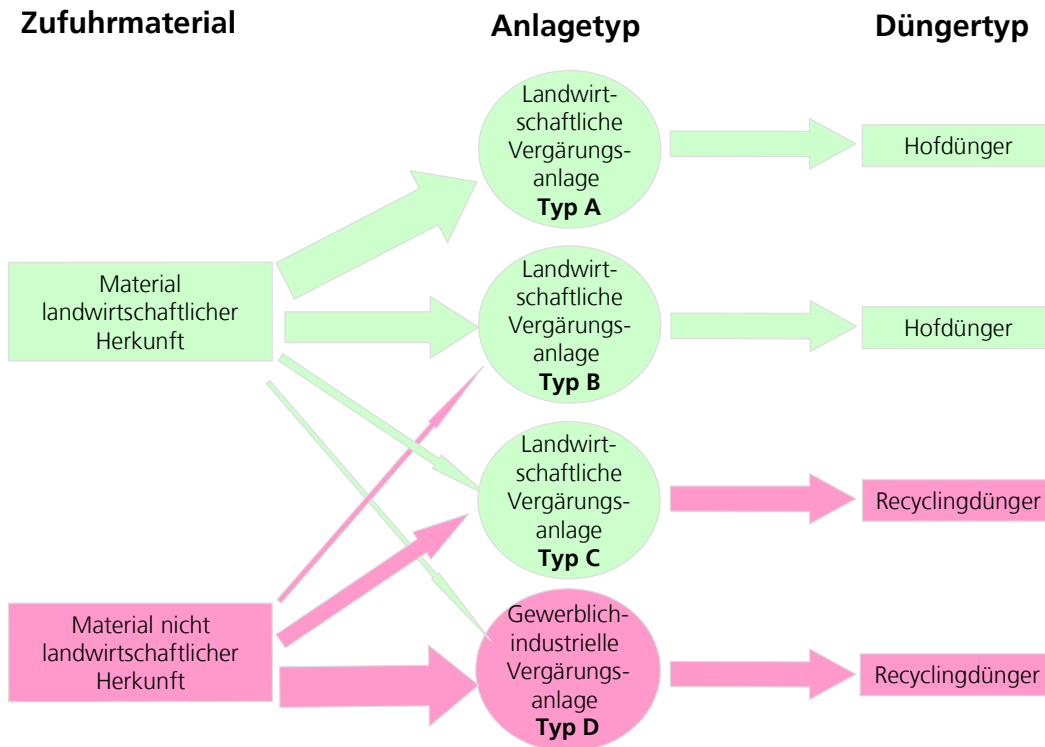 Zufuhrmaterial
Anlagetyp
Düngertyp
Landwirt-
schaftliche
Vergärungs-
anlage
Typ A
Hofdünger
Material
landwirtschaftlicher
Herkunft
Landwirt-
schaftliche
Vergärungs-
anlage
Typ B
Hofdünger
Landwirt-
schaftliche
Vergärungs-
anlage
Typ C
Recyclingdünger
Material nicht
landwirtschaftlicher
Herkunft
Gewerblich-
industrielle
Vergärungs-
anlage
Typ D
Recyclingdünger